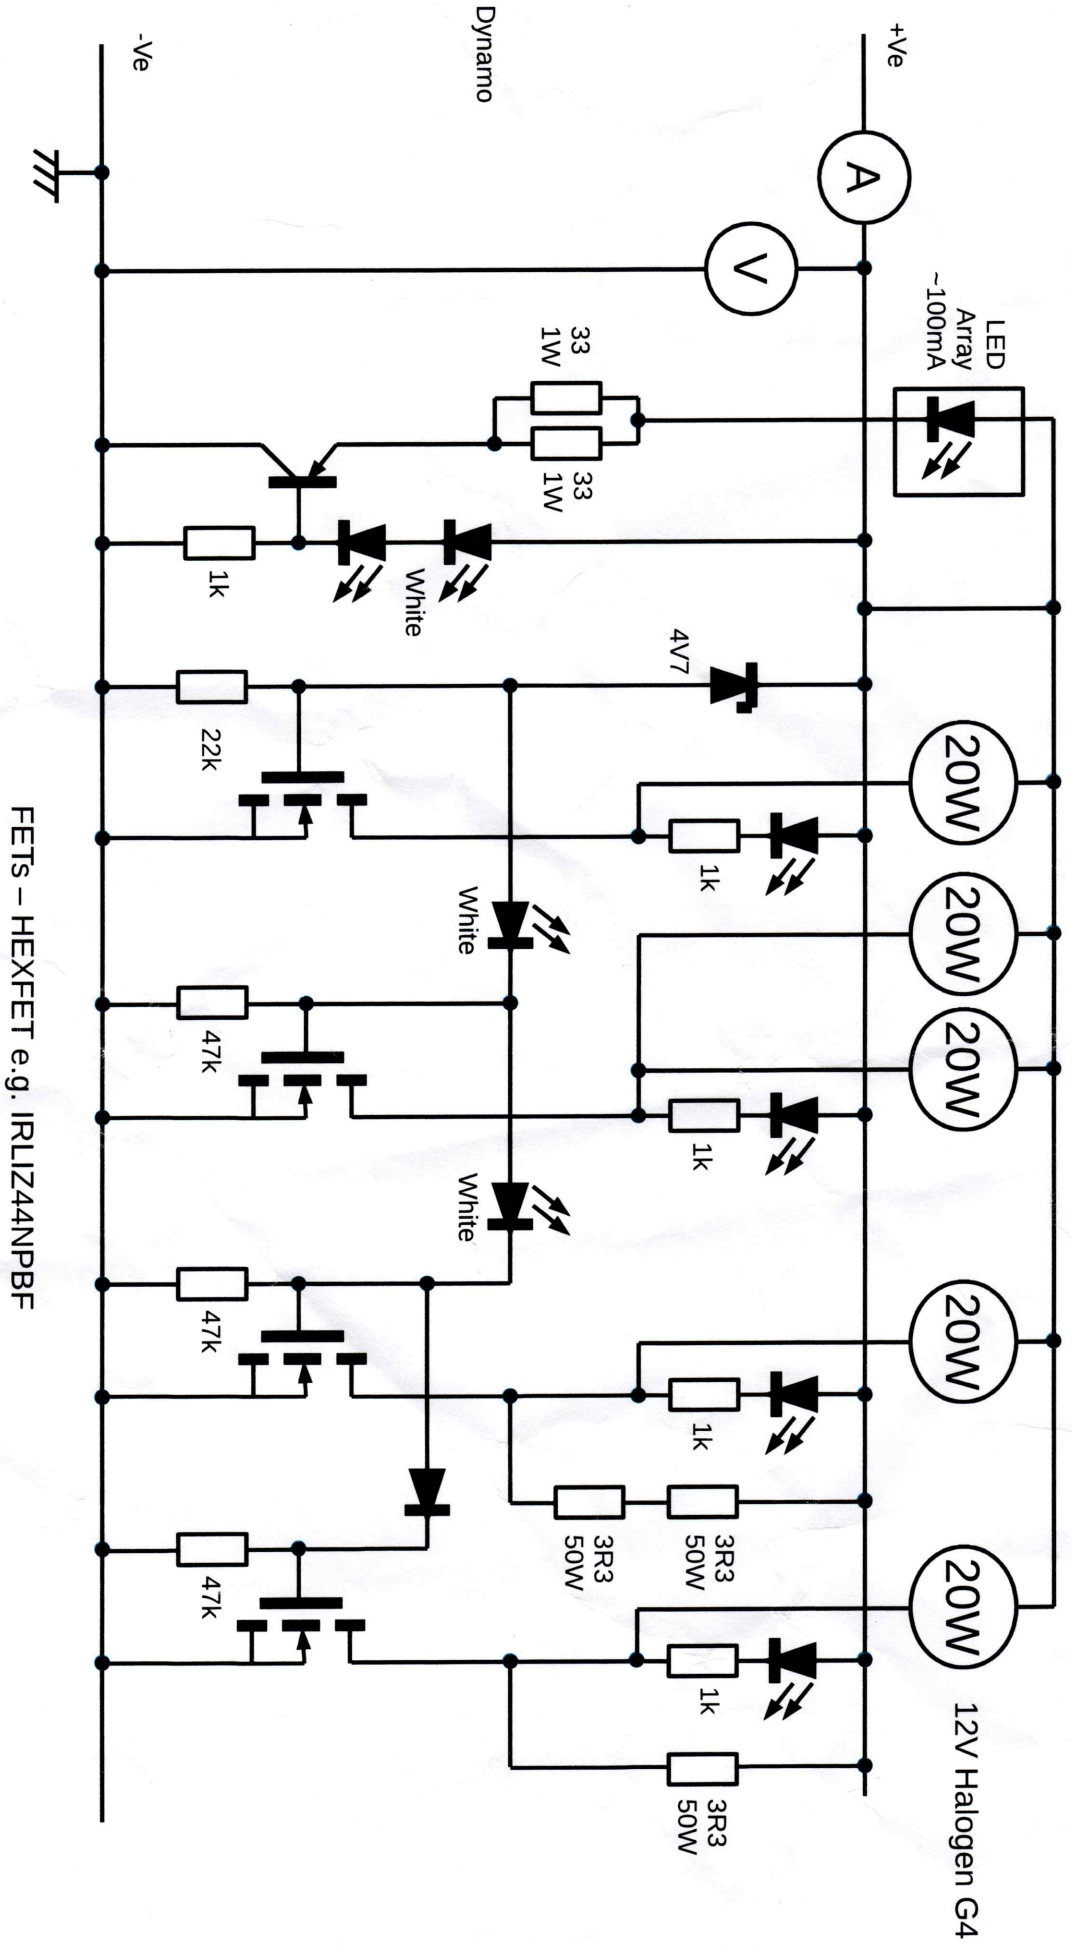 12V Halogen G4
LED
Array
~100mA
20W
20W
20W
20W
20W
+Ve
A
V
1k
1k
1k
3R3
50W
1k
3R3
50W
4V7
33
1W
33
1W
3R3
50W
Dynamo
White
White
White
1k
22k
47k
47k
47k
-Ve
FETs – HEXFET e.g. IRLIZ44NPBF